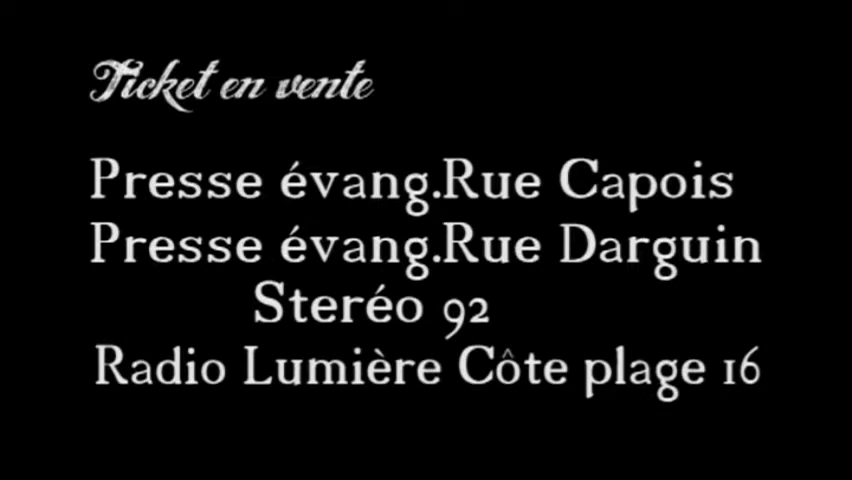 Ticket en vente
Presse évang.Rue Capois
Presse évang.Rue Darguin
Steréo 92
Radio Lumière Côte plage 16